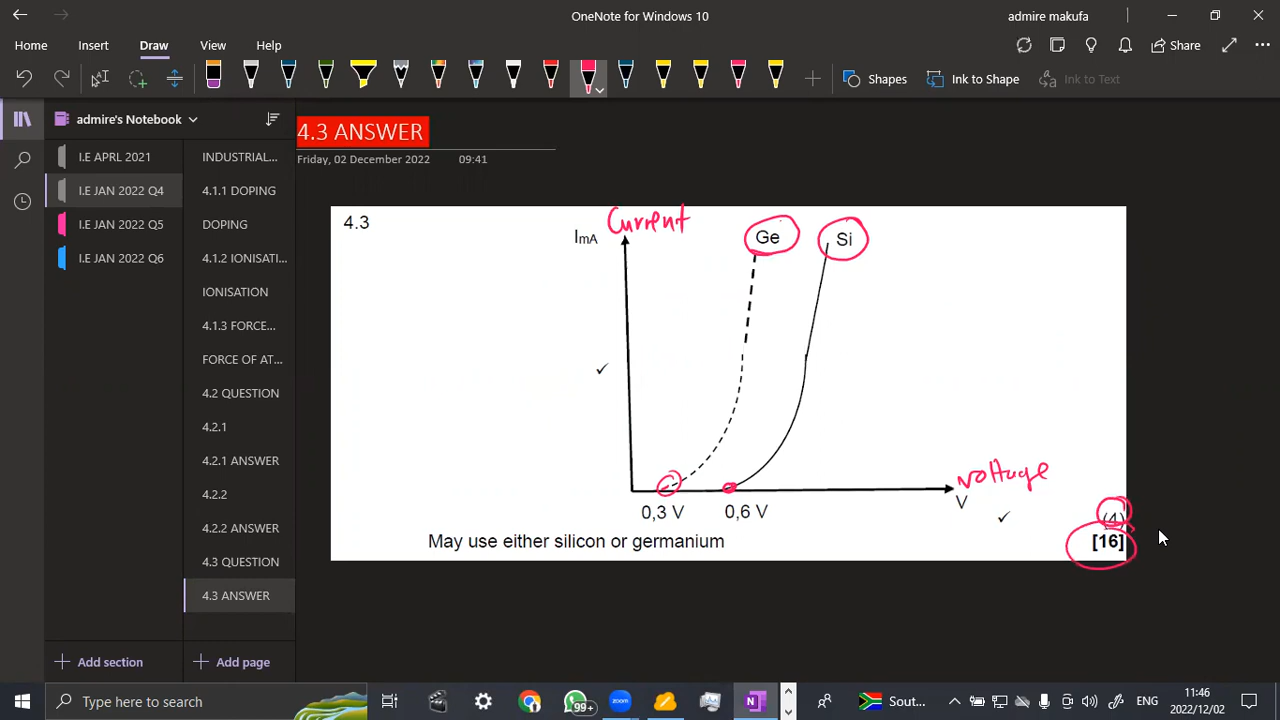 OneNote for Windows 10
admire makufa
Home
Insert
Draw
View
Help
Share
Shapes
Ink to Shape
Ink to Text
admire's Notebook
I.E APRL 2021
I.E JAN 2022 Q4
I.E JAN 2022 Q5
I.E JAN 2022 Q6
Add section
INDUSTRIAL...
4.1.1 DOPING
DOPING
4.1.2 IONISATI...
IONISATION
4.1.3 FORCE...
FORCE OF AT...
4.2 QUESTION
4.2.1
4.2.1 ANSWER
4.2.2
4.2.2 ANSWER
4.3 QUESTION
4.3 ANSWER
Add page
4.3 ANSWER
Friday, 02 December 2022 09:41
4.3
ImA
Current
Ge
Si
voltage
V
0,3 V
0,6 V
(4)
[16]
May use either silicon or germanium
Type here to search
99+
zoom
Sout...
ENG
11:46
2022/12/02